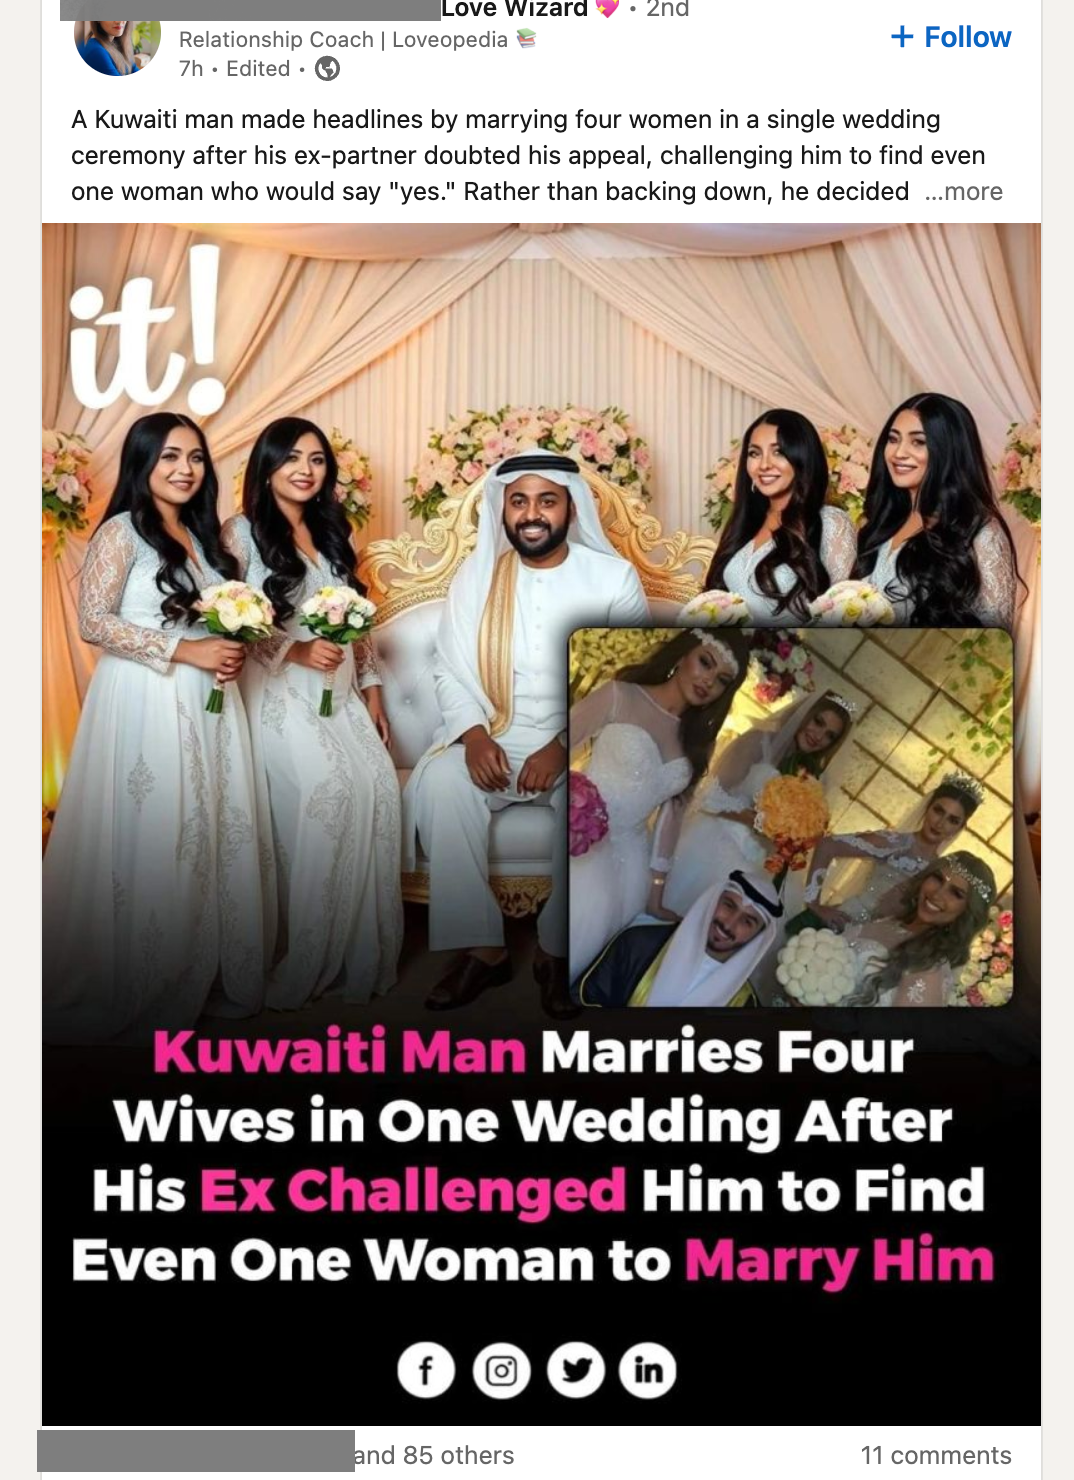 Love Wizard 💖 • 2nd
Relationship Coach | Loveopedia 📚
+ Follow
7h • Edited •
A Kuwaiti man made headlines by marrying four women in a single wedding
ceremony after his ex-partner doubted his appeal, challenging him to find even
one woman who would say "yes." Rather than backing down, he decided ...more
it!
Kuwaiti Man Marries Four
Wives in One Wedding After
His Ex Challenged Him to Find
Even One Woman to Marry Him
f in
and 85 others
11 comments